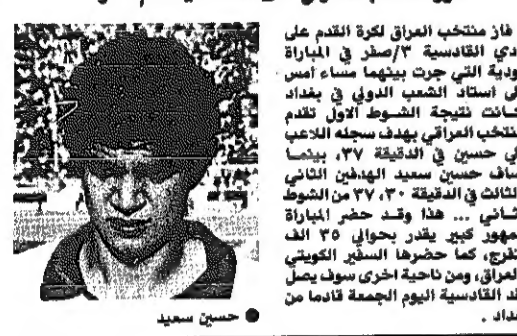 فاز منتخب العراق لكرة القدم على
دي القادسية ٣/صفر في المباراة
ودية التي جرت بينهما مساء امس
لى استاد الشعب الدولي في بغداد
كانت نتيجة الشوط الاول تقدم
منتخب العراقي بهدف سجله اللاعب
لي حسين في الدقيقة ٣٧، بينما
ساف حسين سعيد الهدفين الثاني
الثالث في الدقيقة ٣٠، ٣٧ من الشوط
ثاني ... هذا وقد حضر المباراة
مهور كبير يقدر بحوالي ٣٥ الف
تفرج، كما حضرها السفير الكويتي
العراق، ومن ناحية اخرى سوف يصل
فد القادسية اليوم الجمعة قادما من
غداد .
● حسين سعيد